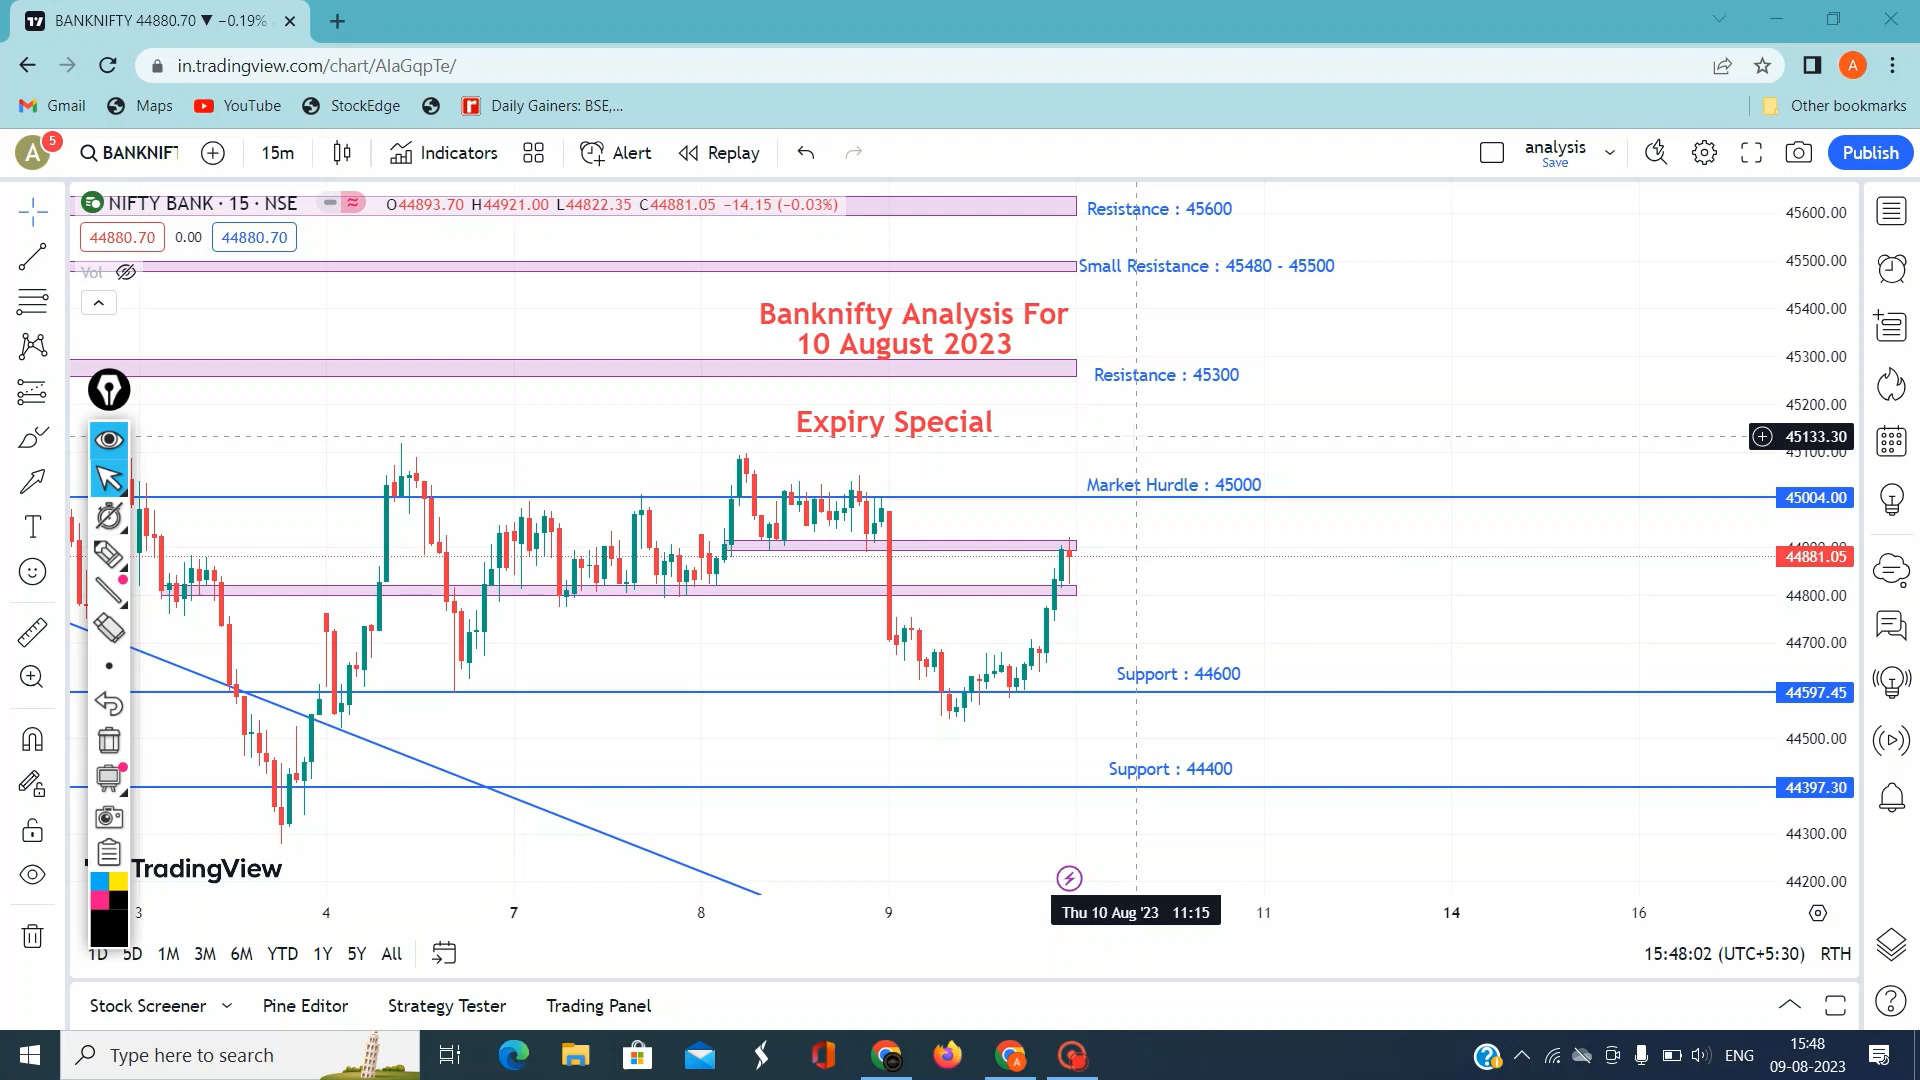 BANKNIFTY 44880.70 ▼ −0.19%
in.tradingview.com/chart/AIaGqpTe/
A
Gmail
Maps
YouTube
StockEdge
Daily Gainers: BSE,...
Other bookmarks
A
5
BANKNIFT
15m
Indicators
Alert
Replay
analysis
Save
Publish
NIFTY BANK · 15 · NSE
O44893.70 H44921.00 L44822.35 C44881.05 −14.15 (−0.03%)
44880.70
0.00
44880.70
Vol
Resistance : 45600
Small Resistance : 45480 - 45500
Banknifty Analysis For
10 August 2023
Resistance : 45300
Expiry Special
Market Hurdle : 45000
Support : 44600
Support : 44400
45600.00
45500.00
45400.00
45300.00
45200.00
45133.30
45100.00
45004.00
44881.05
44800.00
44700.00
44597.45
44500.00
44397.30
44300.00
44200.00
TradingView
3
4
7
8
9
Thu 10 Aug '23 11:15
11
14
16
1D
5D
1M
3M
6M
YTD
1Y
5Y
All
15:48:02 (UTC+5:30)
RTH
Stock Screener
Pine Editor
Strategy Tester
Trading Panel
Type here to search
ENG
15:48
09-08-2023